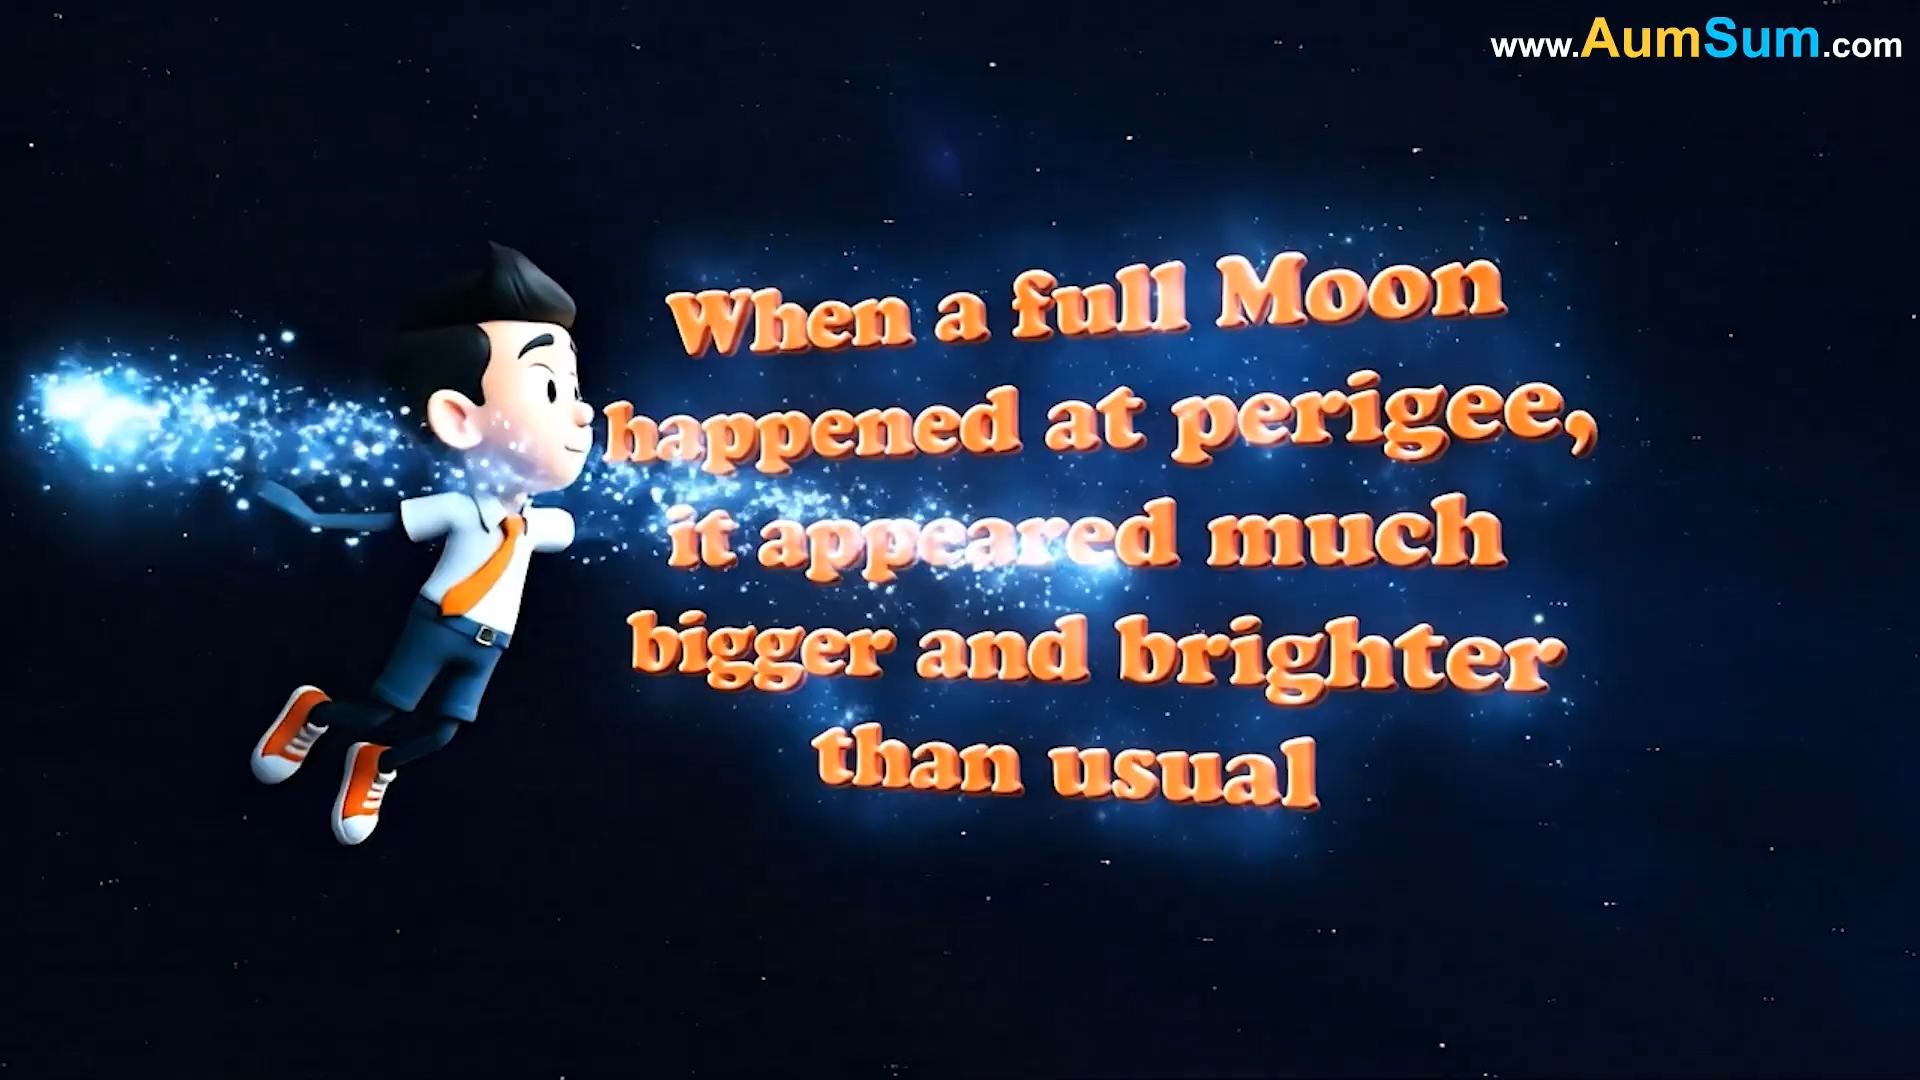 www.AumSum.com
When a full Moon
happened at perigee,
it appeared much
bigger and brighter
than usual